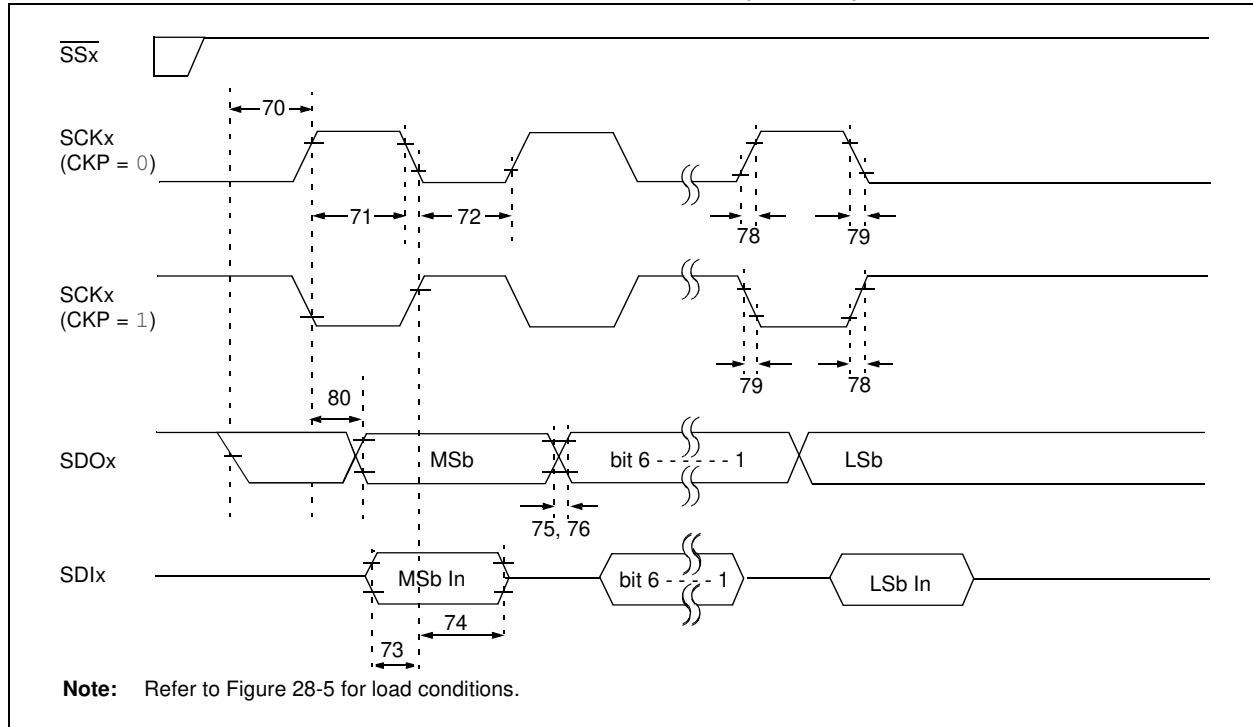 SSx
70
SCKx
(CKP = 0)
71
72
78
79
SCKx
(CKP = 1)
79
78
80
SDOx
MSb
bit 6 - - - - - - 1
LSb
75, 76
SDIx
MSb In
bit 6 - - - - 1
LSb In
74
73
Note: Refer to Figure 28-5 for load conditions.